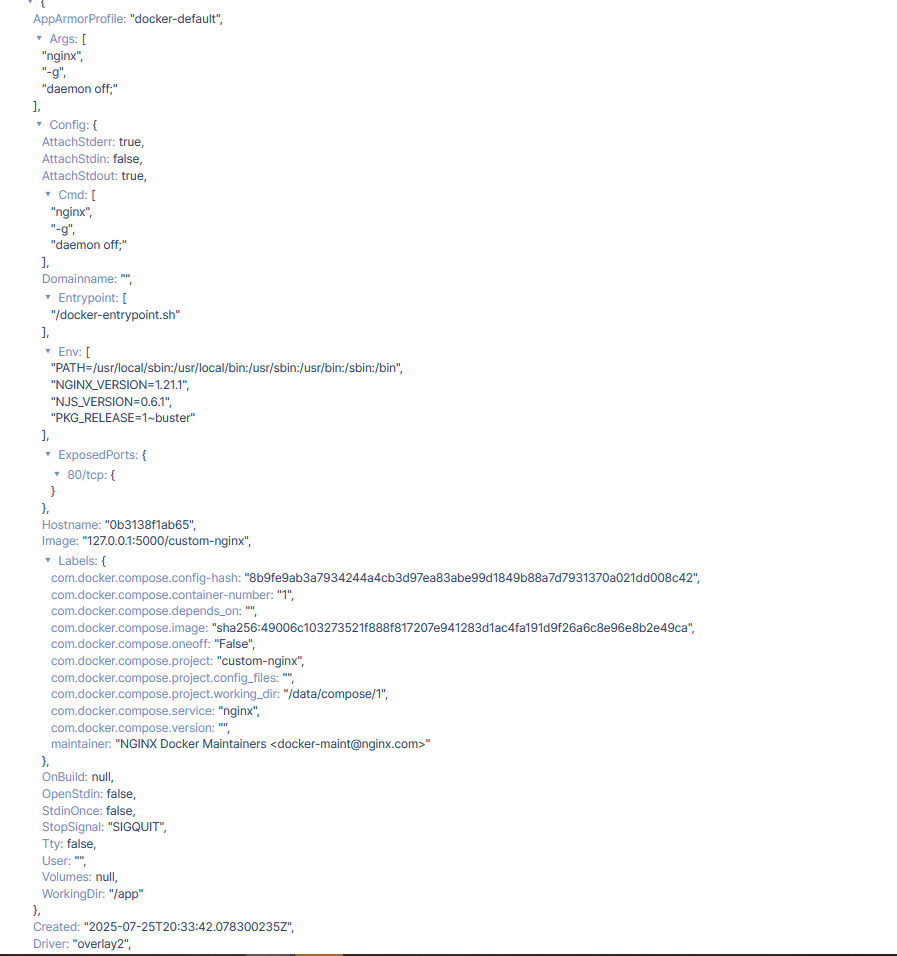 {
AppArmorProfile: "docker-default",
Args: [
"nginx",
"-g",
"daemon off;"
],
Config: {
AttachStderr: true,
AttachStdin: false,
AttachStdout: true,
Cmd: [
"nginx",
"-g",
"daemon off;"
],
Domainname: "",
Entrypoint: [
"/docker-entrypoint.sh"
],
Env: [
"PATH=/usr/local/sbin:/usr/local/bin:/usr/sbin:/usr/bin:/sbin:/bin",
"NGINX_VERSION=1.21.1",
"NJS_VERSION=0.6.1",
"PKG_RELEASE=1~buster"
],
ExposedPorts: {
80/tcp: {
}
},
Hostname: "0b3138f1ab65",
Image: "127.0.0.1:5000/custom-nginx",
Labels: {
com.docker.compose.config-hash: "8b9fe9ab3a7934244a4cb3d97ea83abe99d1849b88a7d7931370a021dd008c42",
com.docker.compose.container-number: "1",
com.docker.compose.depends_on: "",
com.docker.compose.image: "sha256:49006c103273521f888f817207e941283d1ac4fa191d9f26a6c8e96e8b2e49ca",
com.docker.compose.oneoff: "False",
com.docker.compose.project: "custom-nginx",
com.docker.compose.project.config_files: "",
com.docker.compose.project.working_dir: "/data/compose/1",
com.docker.compose.service: "nginx",
com.docker.compose.version: "",
maintainer: "NGINX Docker Maintainers <docker-maint@nginx.com>"
},
OnBuild: null,
OpenStdin: false,
StdinOnce: false,
StopSignal: "SIGQUIT",
Tty: false,
User: "",
Volumes: null,
WorkingDir: "/app"
},
Created: "2025-07-25T20:33:42.078300235Z",
Driver: "overlay2",